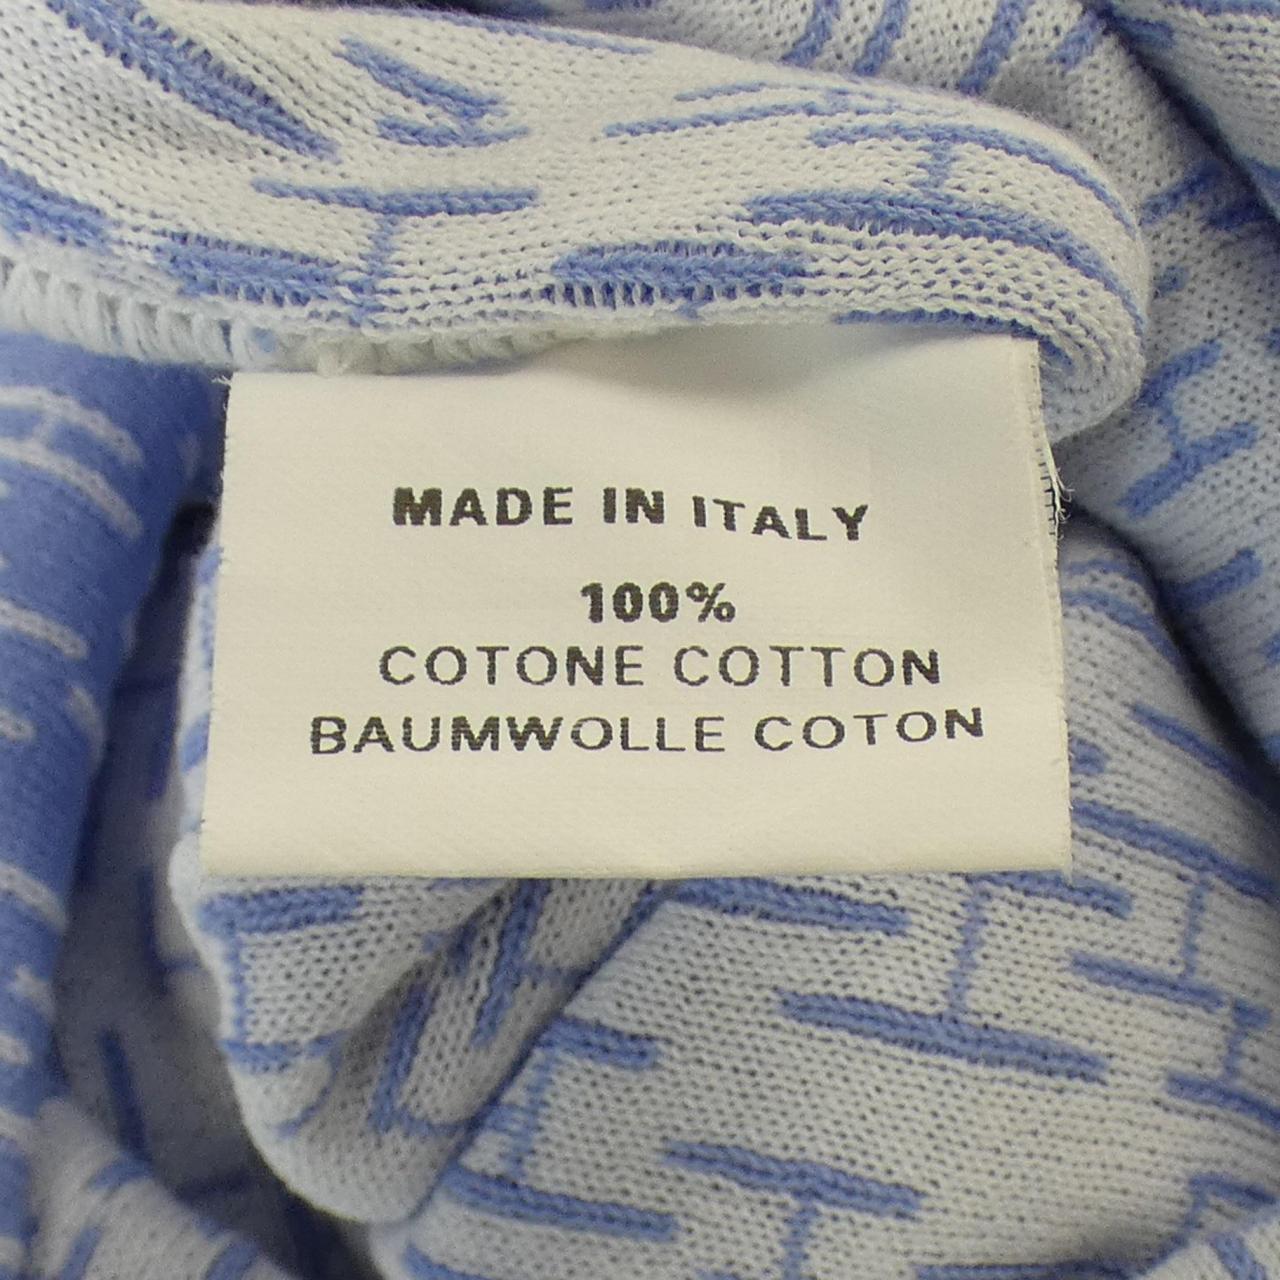 MADE IN ITALY
100%
COTONE COTTON
BAUMWOLLE COTON